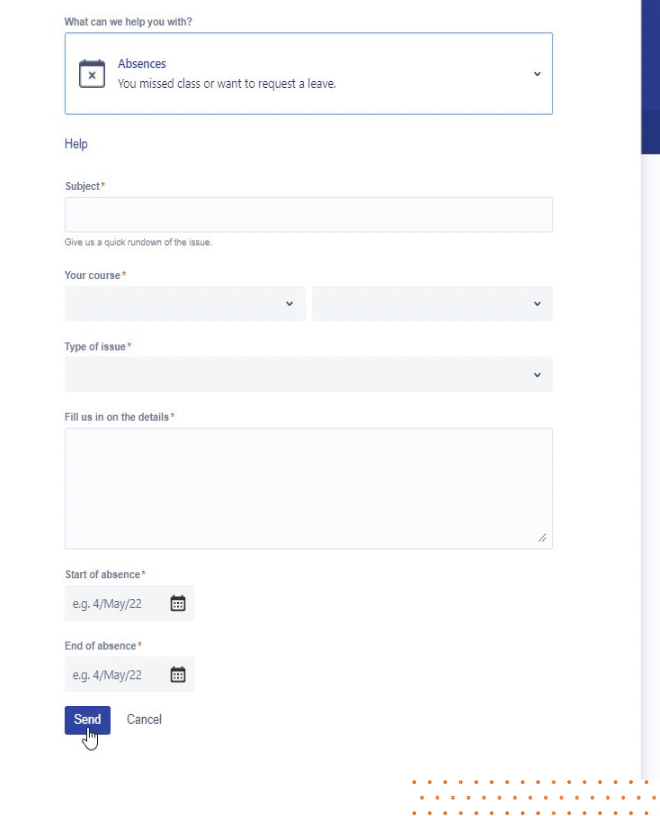 What can we help you with?
Absences
You missed class or want to request a leave.
Help
Subject*
Give us a quick rundown of the issue.
Your course*
Type of issue*
Fill us in on the details*
Start of absence*
e.g. 4/May/22
End of absence*
e.g. 4/May/22
Send Cancel